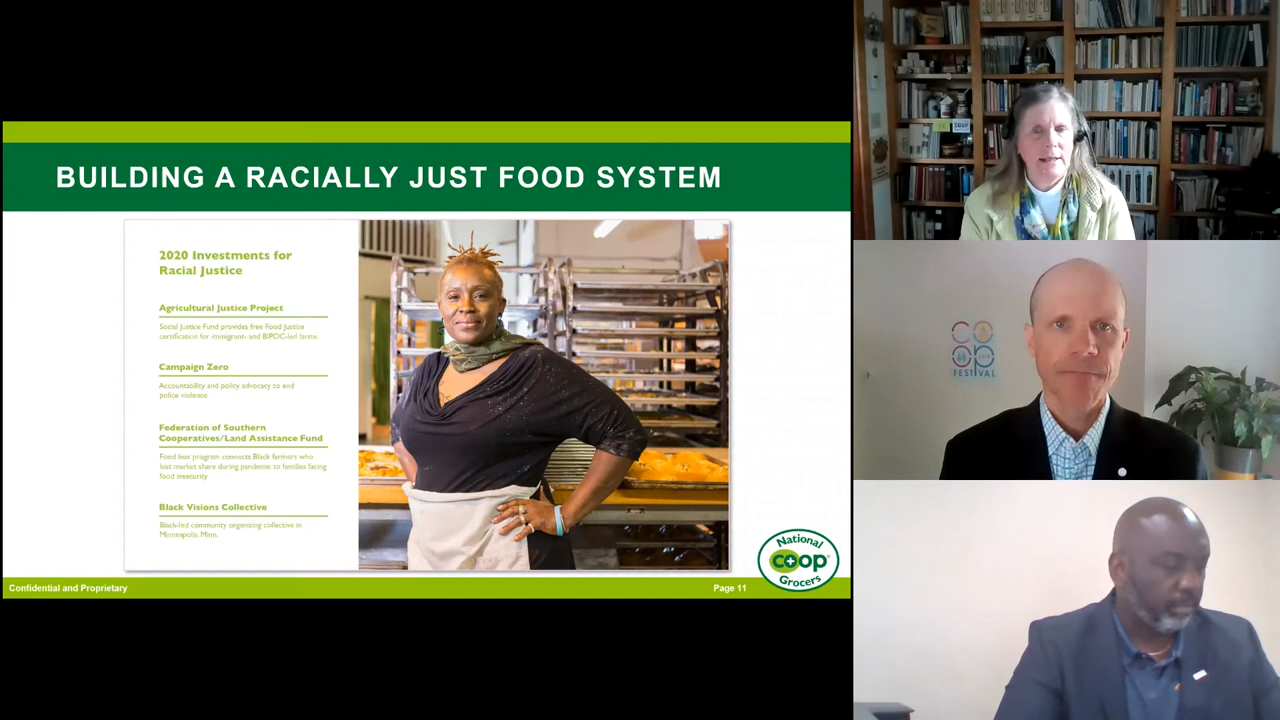 BUILDING A RACIALLY JUST FOOD SYSTEM
2020 Investments for
Racial Justice
Agricultural Justice Project
Social Justice Fund provides free Food Justice
certification for immigrant- and BIPOC-led farms
Campaign Zero
Accountability and policy advocacy to end
police violence
Federation of Southern
Cooperatives/Land Assistance Fund
Food box program connects Black farmers who
lost market share during pandemic to families facing
food insecurity
Black Visions Collective
Black-led community organizing collective in
Minneapolis, Minn.
National
co+op
Grocers
Confidential and Proprietary
Page 11
CO
OP
FESTIVAL